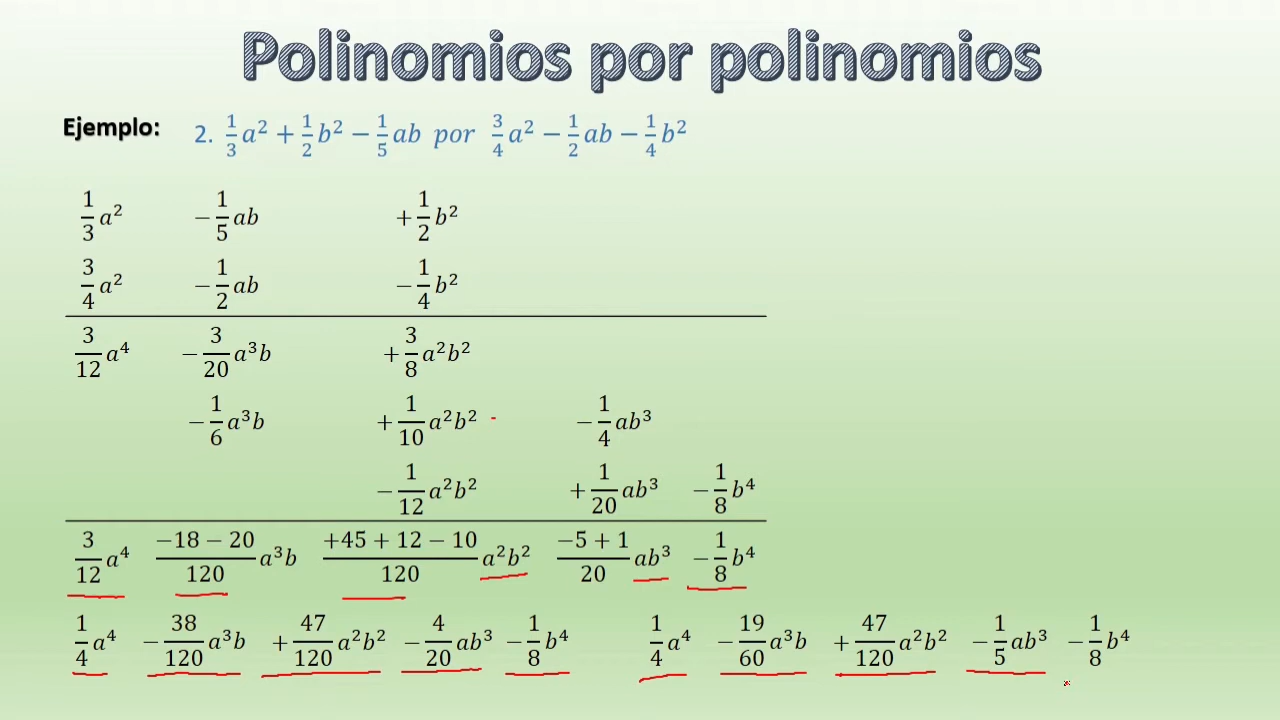 Polinomios por polinomios
Ejemplo: 2. 1/3 a² + 1/2 b² − 1/5 ab por 3/4 a² − 1/2 ab − 1/4 b²
1/3 a² − 1/5 ab + 1/2 b²
3/4 a² − 1/2 ab − 1/4 b²
3/12 a⁴ − 3/20 a³b + 3/8 a²b²
− 1/6 a³b + 1/10 a²b² − 1/4 ab³
− 1/12 a²b² + 1/20 ab³ − 1/8 b⁴
3/12 a⁴ (−18 − 20)/120 a³b (+45 + 12 − 10)/120 a²b² (−5 + 1)/20 ab³ − 1/8 b⁴
1/4 a⁴ − 38/120 a³b + 47/120 a²b² − 4/20 ab³ − 1/8 b⁴ 1/4 a⁴ − 19/60 a³b + 47/120 a²b² − 1/5 ab³ − 1/8 b⁴